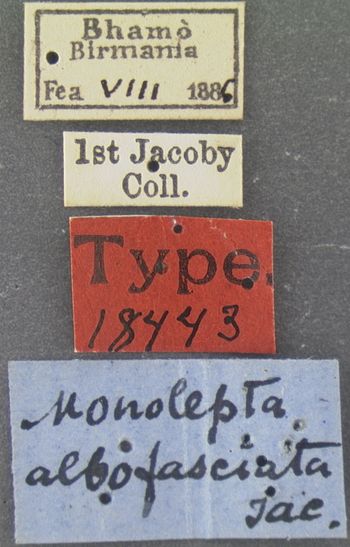 Bhamò
Birmania
Fea VIII 1886
1st Jacoby
Coll.
Type.
18443
Monolepta
albofasciata
Jac.